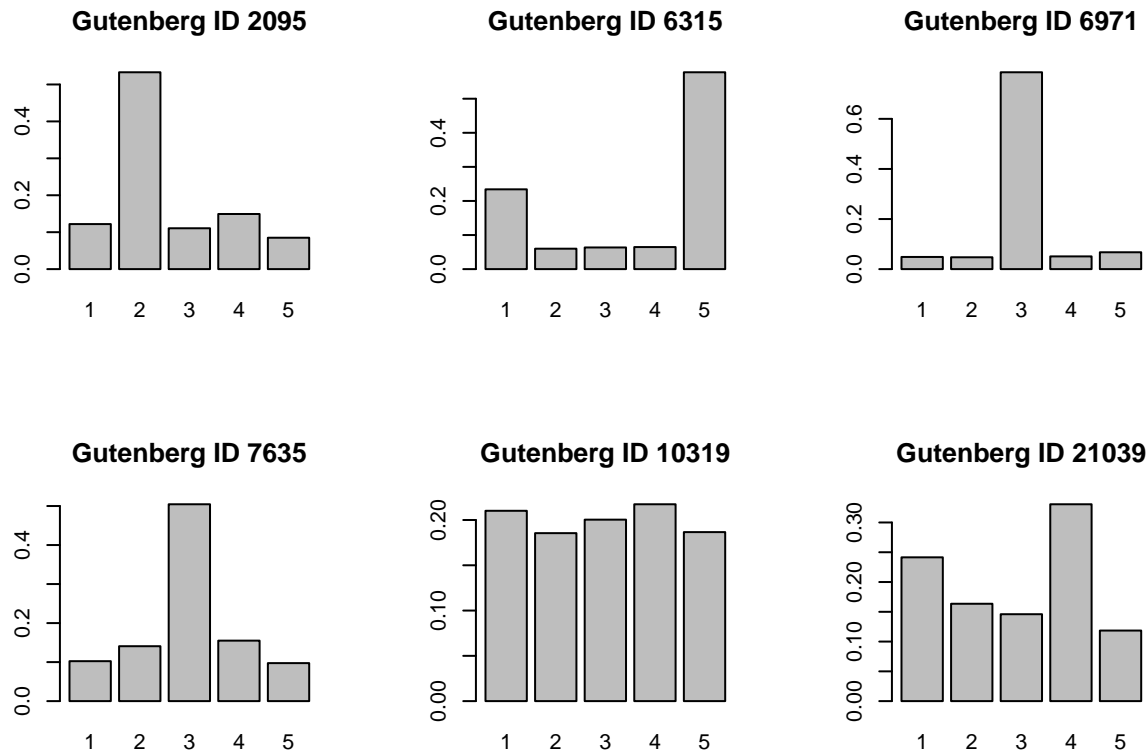 Gutenberg ID 2095
0.0 0.2 0.4
1 2 3 4 5
Gutenberg ID 6315
0.0 0.2 0.4
1 2 3 4 5
Gutenberg ID 6971
0.0 0.2 0.4 0.6
1 2 3 4 5
Gutenberg ID 7635
0.0 0.2 0.4
1 2 3 4 5
Gutenberg ID 10319
0.00 0.10 0.20
1 2 3 4 5
Gutenberg ID 21039
0.00 0.10 0.20 0.30
1 2 3 4 5